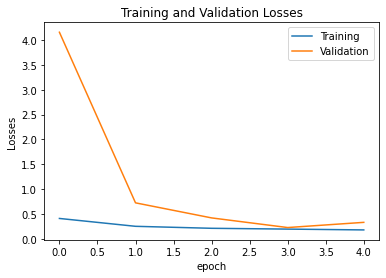 Training and Validation Losses
Training
Validation
Losses
4.0
3.5
3.0
2.5
2.0
1.5
1.0
0.5
0.0
0.0 0.5 1.0 1.5 2.0 2.5 3.0 3.5 4.0
epoch